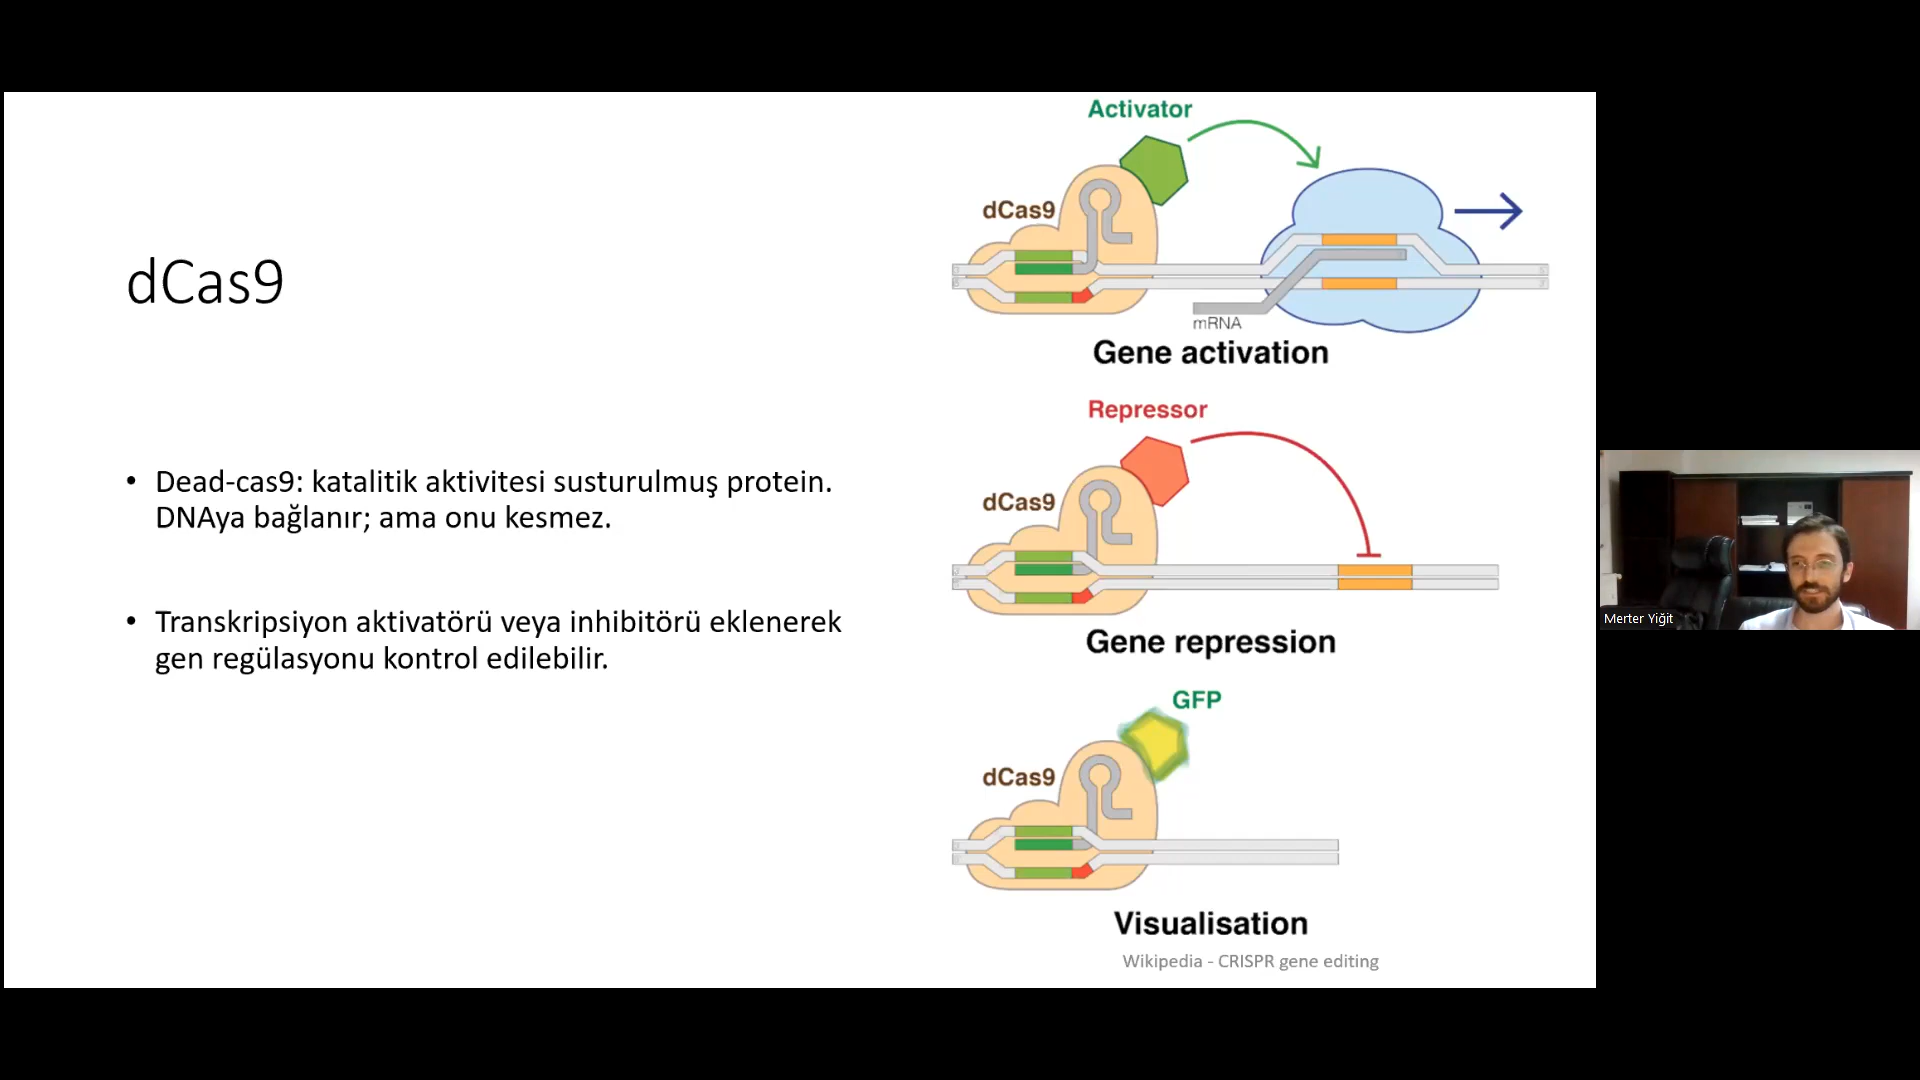 dCas9
• Dead-cas9: katalitik aktivitesi susturulmuş protein.
DNAya bağlanır; ama onu kesmez.
• Transkripsiyon aktivatörü veya inhibitörü eklenerek
gen regülasyonu kontrol edilebilir.
Activator
dCas9
mRNA
Gene activation
Repressor
dCas9
Gene repression
GFP
dCas9
Visualisation
Wikipedia - CRISPR gene editing
Merter Yiğit